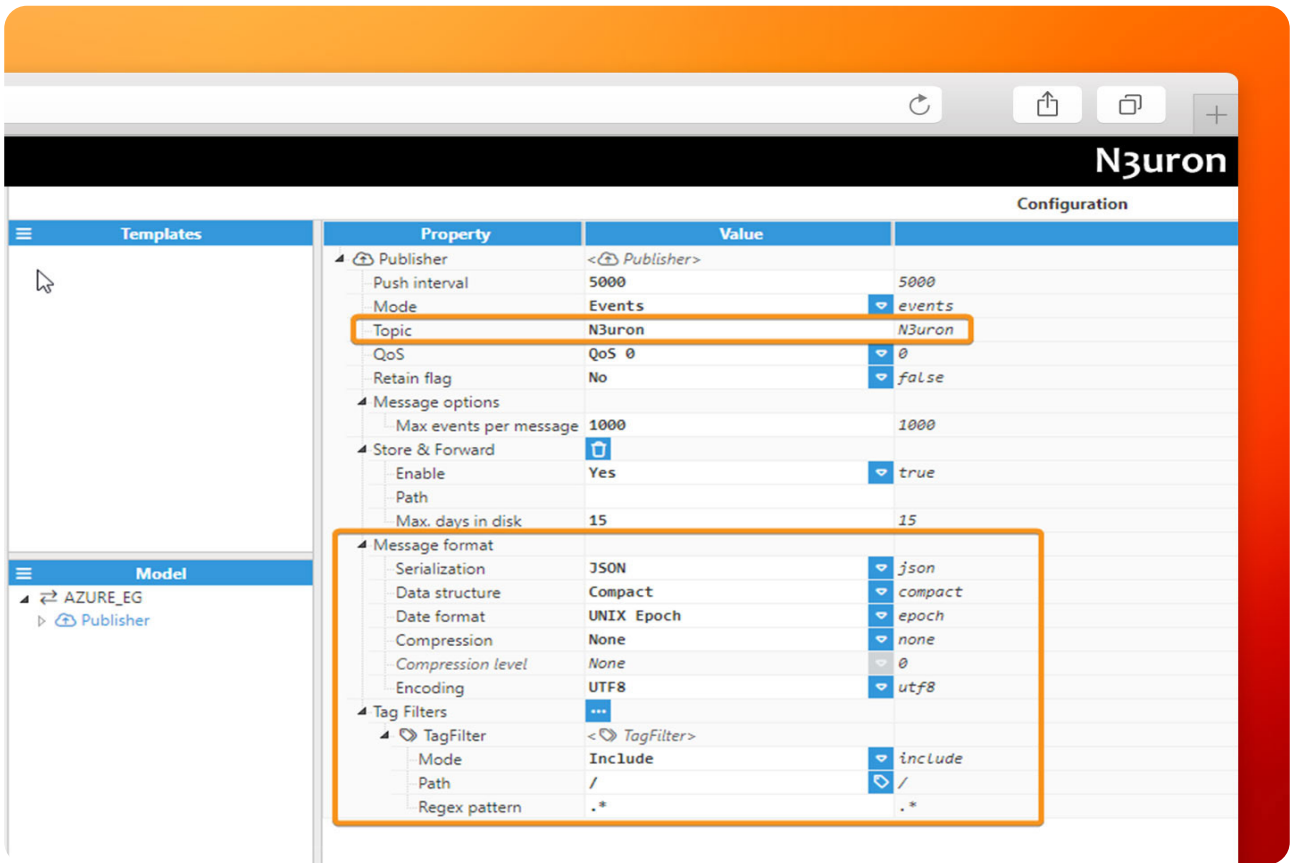 N3uron
Configuration
Templates
Property Value
Publisher <Publisher>
Push interval 5000 5000
Mode Events events
Topic N3uron N3uron
QoS QoS 0 0
Retain flag No false
Message options
Max events per message 1000 1000
Store & Forward
Enable Yes true
Path
Max. days in disk 15 15
Message format
Serialization JSON json
Data structure Compact compact
Date format UNIX Epoch epoch
Compression None none
Compression level None 0
Encoding UTF8 utf8
Tag Filters
TagFilter <TagFilter>
Mode Include include
Path / /
Regex pattern .* .*
Model
AZURE_EG
Publisher